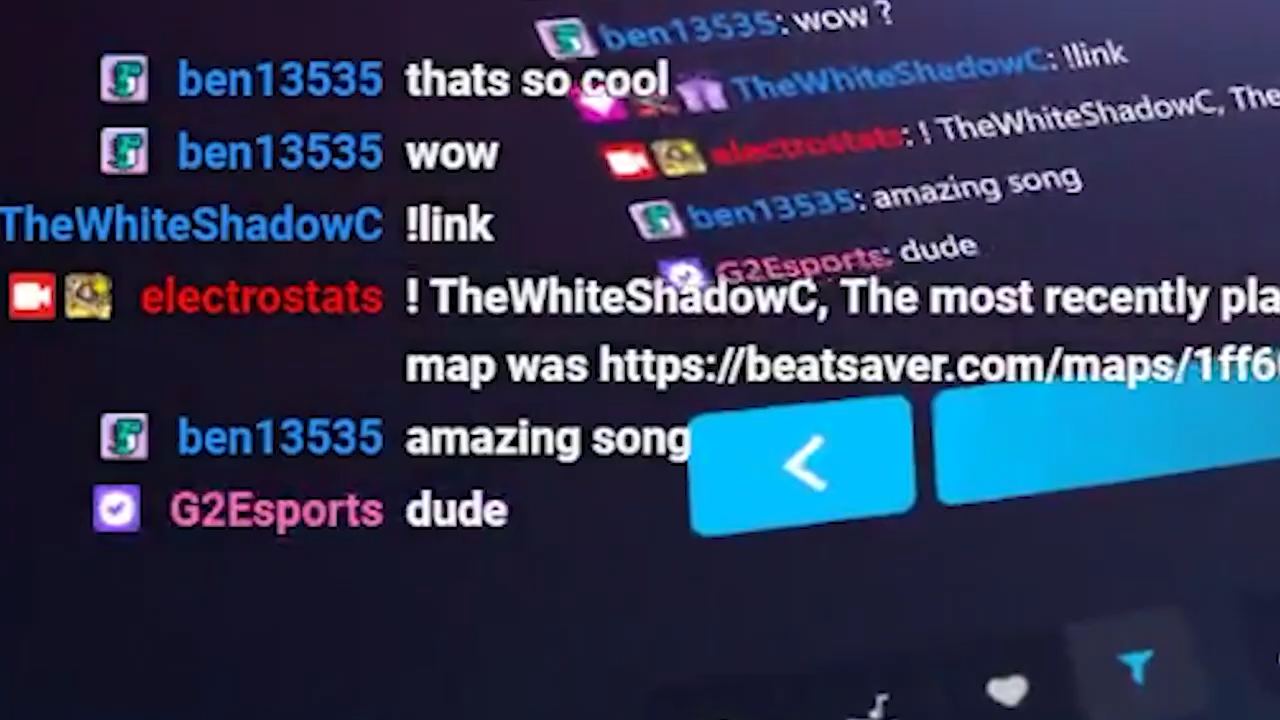 ben13535: wow ?
ben13535 thats so cool
TheWhiteShadowC: !link
ben13535 wow
electrostats: ! TheWhiteShadowC, The
TheWhiteShadowC !link
ben13535: amazing song
G2Esports: dude
electrostats ! TheWhiteShadowC, The most recently pla
map was https://beatsaver.com/maps/1ff6
ben13535 amazing song
G2Esports dude